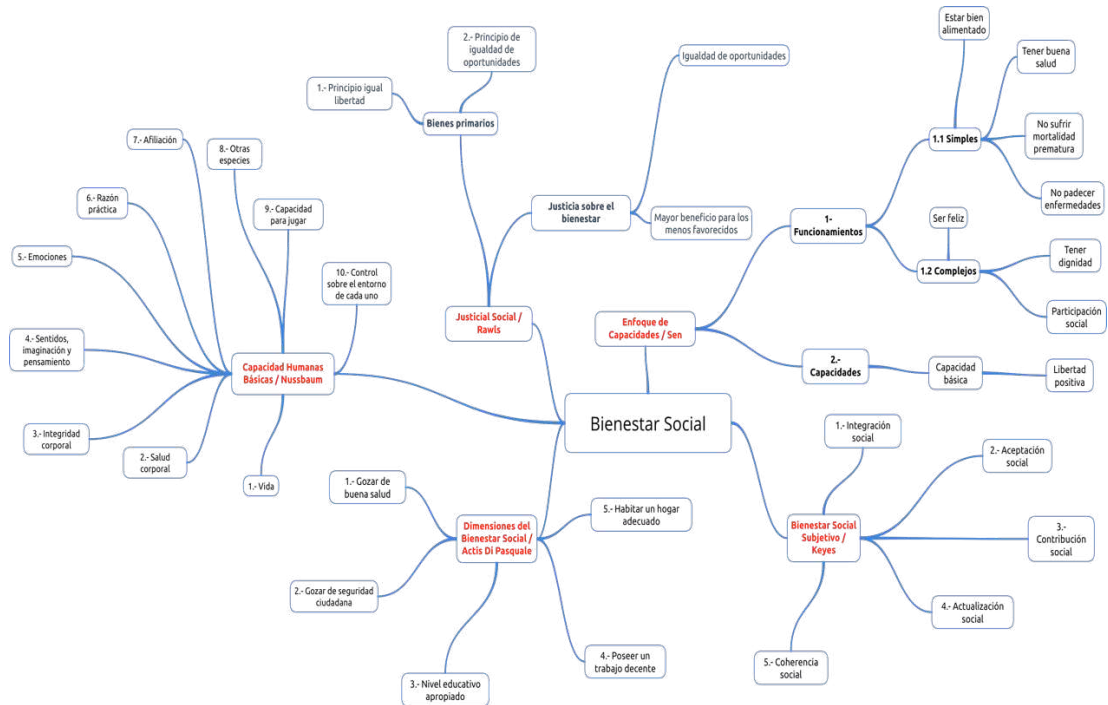 Bienestar Social
Enfoque de
Capacidades / Sen
1-
Funcionamientos
1.1 Simples
Estar bien
alimentado
Tener buena
salud
No sufrir
mortalidad
prematura
No padecer
enfermedades
1.2 Complejos
Ser feliz
Tener
dignidad
Participación
social
2.-
Capacidades
Capacidad
básica
Libertad
positiva
Bienestar Social
Subjetivo /
Keyes
1.- Integración
social
2.- Aceptación
social
3.-
Contribución
social
4.- Actualización
social
5.- Coherencia
social
Dimensiones del
Bienestar Social /
Actis Di Pasquale
1.- Gozar de
buena salud
2.- Gozar de seguridad
ciudadana
3.- Nivel educativo
apropiado
4.- Poseer un
trabajo decente
5.- Habitar un hogar
adecuado
Capacidad Humanas
Básicas / Nussbaum
1.- Vida
2.- Salud
corporal
3.- Integridad
corporal
4.- Sentidos,
imaginación y
pensamiento
5.- Emociones
6.- Razón
práctica
7.- Afiliación
8.- Otras
especies
9.- Capacidad
para jugar
10.- Control
sobre el entorno
de cada uno
Justicial Social /
Rawls
Bienes primarios
1.- Principio igual
libertad
2.- Principio de
igualdad de
oportunidades
Justicia sobre el
bienestar
Igualdad de oportunidades
Mayor beneficio para los
menos favorecidos